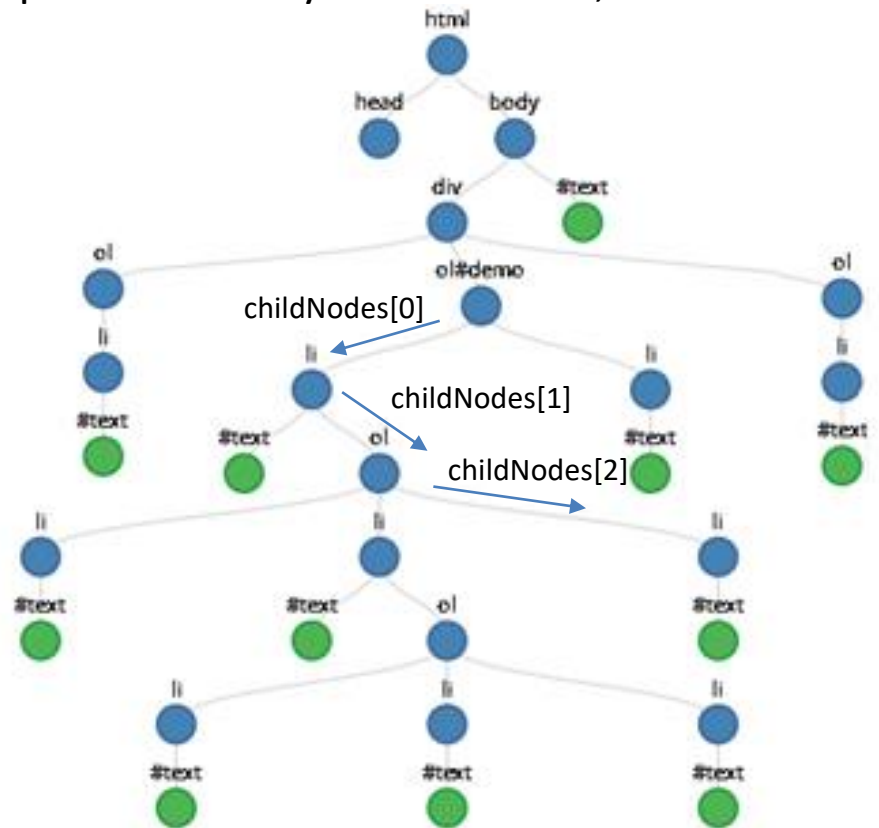 html
head body
div #text
ol ol#demo ol
childNodes[0]
li li li li
childNodes[1]
#text #text ol #text #text
childNodes[2]
li li li
#text #text ol #text
li li li
#text #text #text